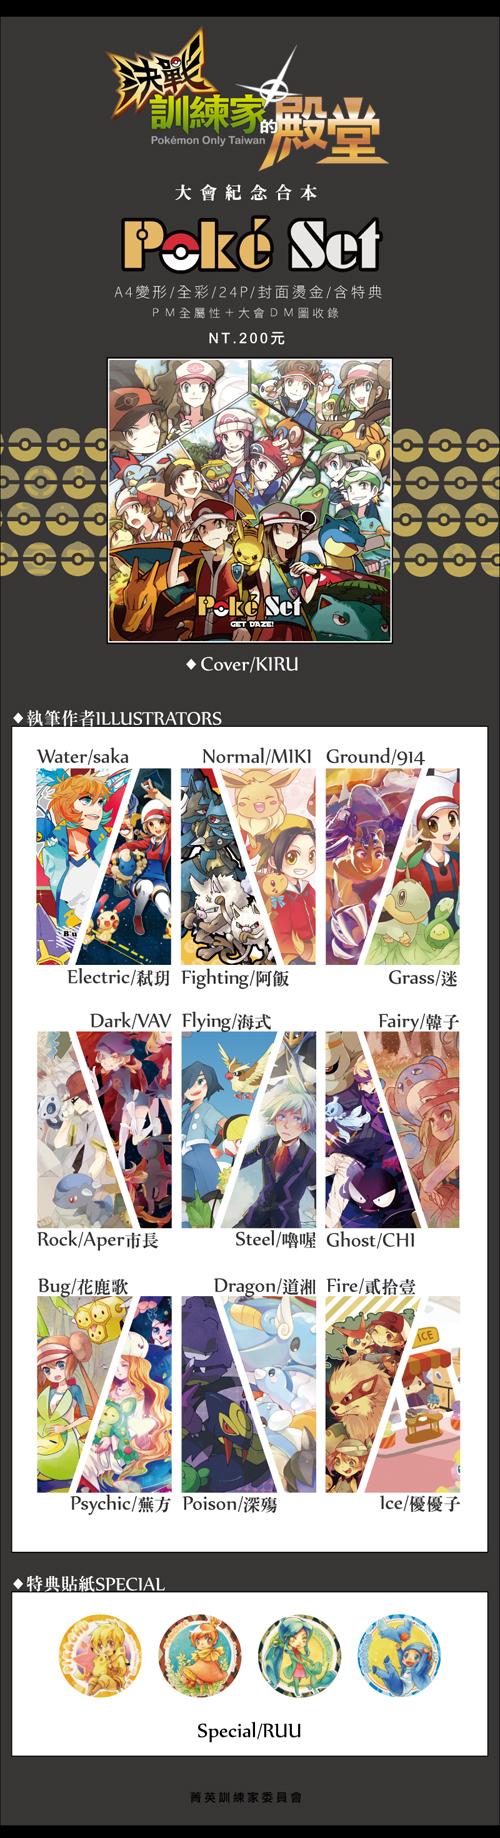 決戰
訓練家的殿堂
Pokémon Only Taiwan
大會紀念合本
Poké Set
A4變形/全彩/24P/封面燙金/含特典
PM全屬性＋大會DM圖收錄
NT.200元
Poké Set
GET DAZE!
◆Cover/KIRU
◆執筆作者ILLUSTRATORS
Water/saka
Normal/MIKI
Ground/914
Electric/弒玥
Fighting/阿飯
Grass/迷
Dark/VAV
Flying/海式
Fairy/韓子
Rock/Aper市長
Steel/嚕喔
Ghost/CHI
Bug/花鹿歌
Dragon/道湘
Fire/貳拾壹
ICE
Psychic/蕪方
Poison/深殤
Ice/優優子
◆特典貼紙SPECIAL
Special/RUU
菁英訓練家委員會